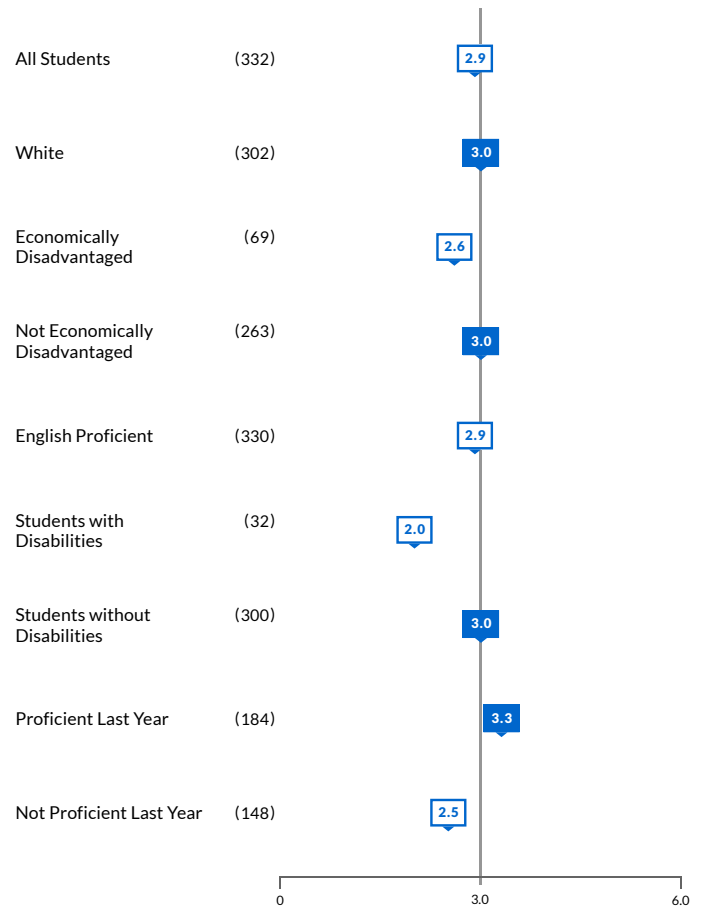 All Students (332) 2.9
White (302) 3.0
Economically (69)
Disadvantaged
2.6
Not Economically (263)
Disadvantaged
3.0
English Proficient (330) 2.9
Students with (32)
Disabilities
2.0
Students without (300)
Disabilities
3.0
Proficient Last Year (184) 3.3
Not Proficient Last Year (148) 2.5
0 3.0 6.0